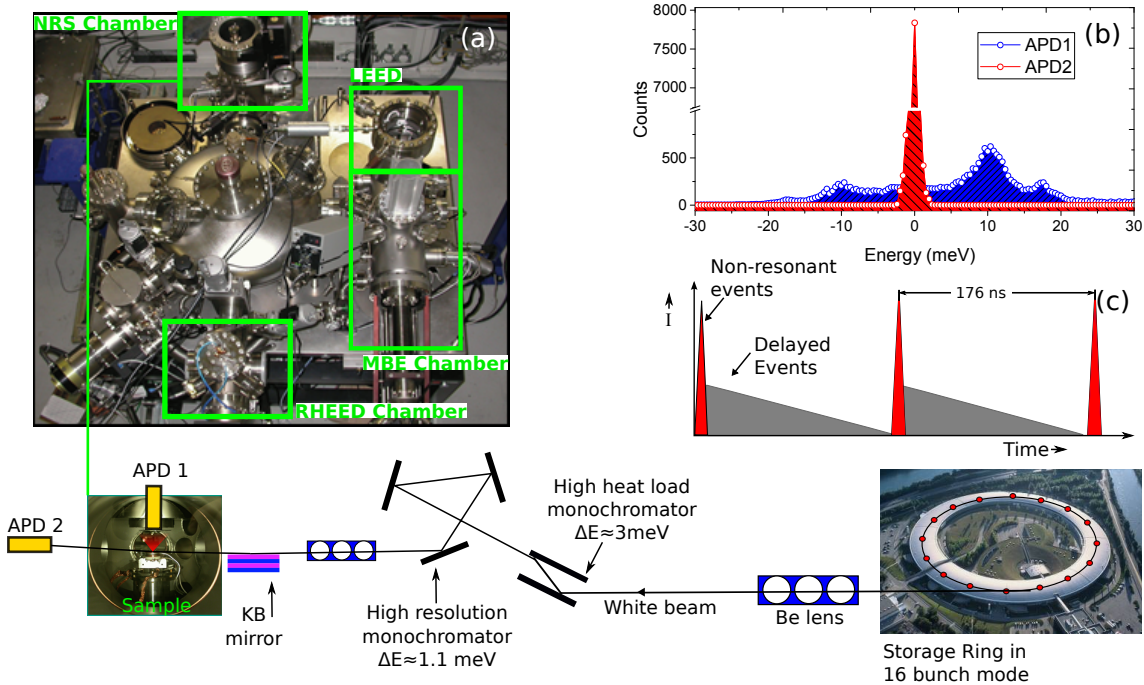 NRS Chamber
(a)
LEED
MBE Chamber
RHEED Chamber
8000
7500
7000
500
0
Counts
-30
-20
-10
0
10
20
30
Energy (meV)
APD1
APD2
(b)
Non-resonant
events
176 ns
(c)
I
Delayed
Events
Time
APD 1
APD 2
Sample
KB
mirror
High resolution
monochromator
ΔE≈1.1 meV
High heat load
monochromator
ΔE≈3meV
White beam
Be lens
Storage Ring in
16 bunch mode